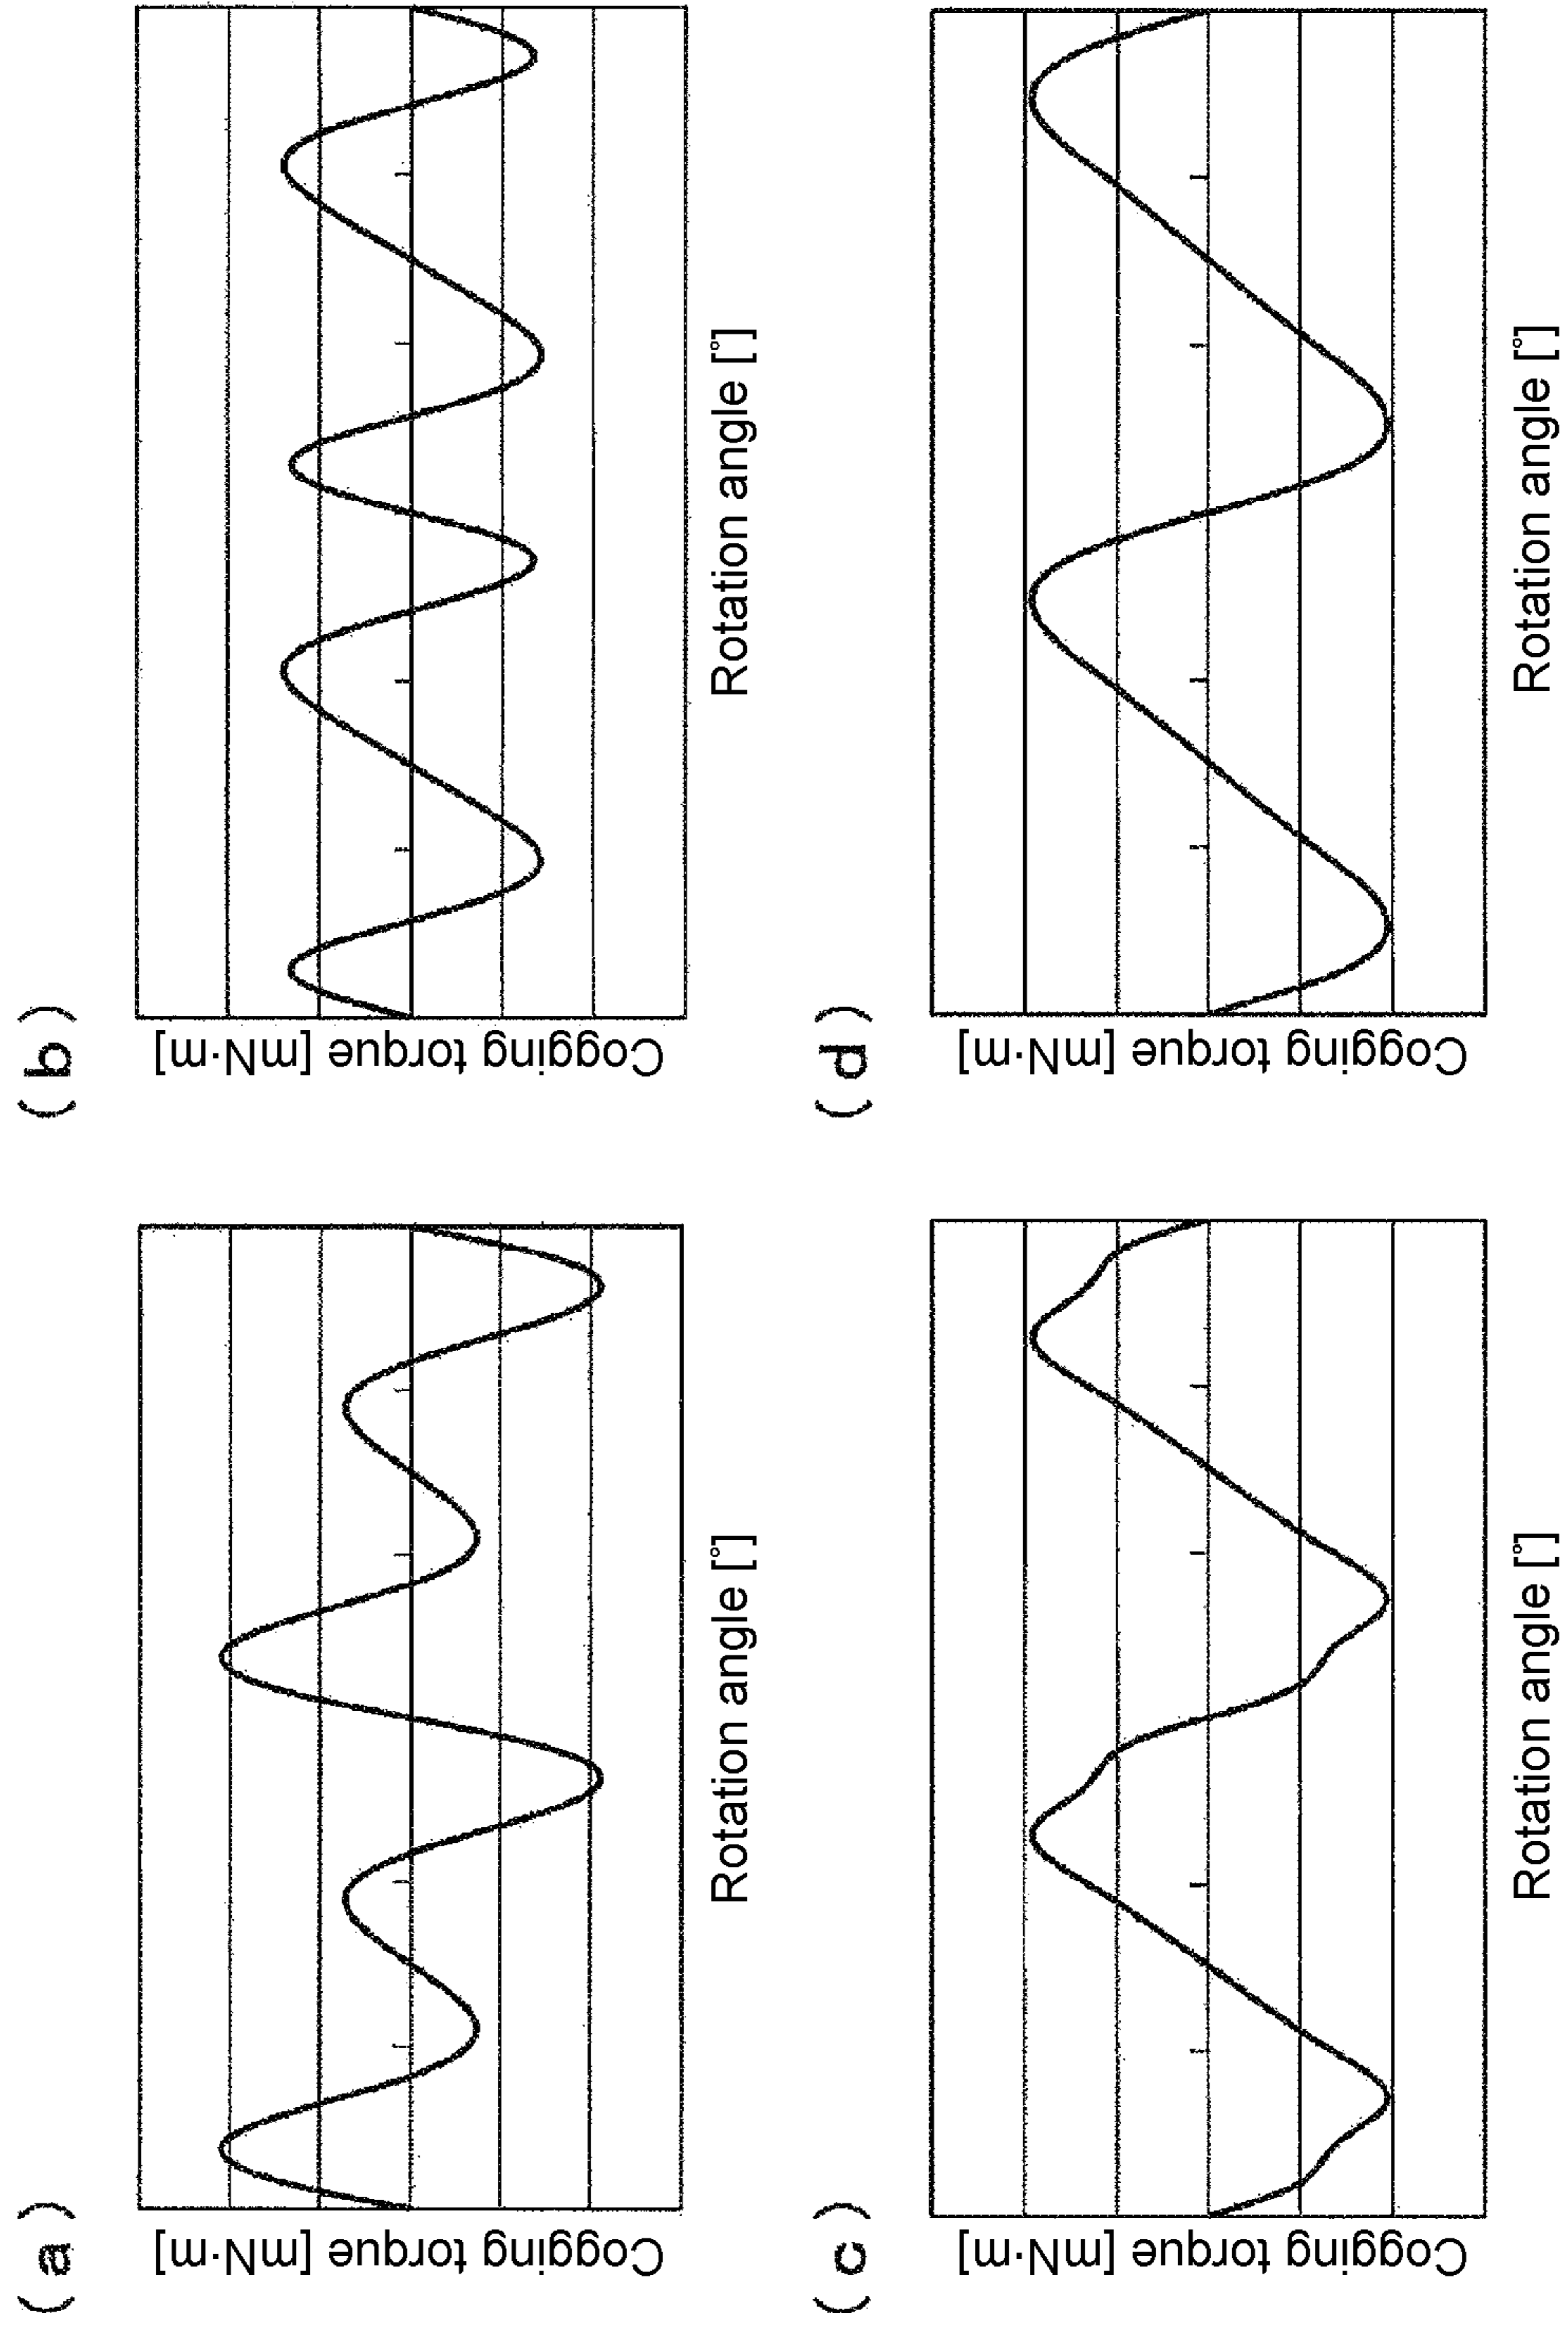 ( a )
Cogging torque [mN·m]
Rotation angle [°]
( b )
Cogging torque [mN·m]
Rotation angle [°]
( c )
Cogging torque [mN·m]
Rotation angle [°]
( d )
Cogging torque [mN·m]
Rotation angle [°]